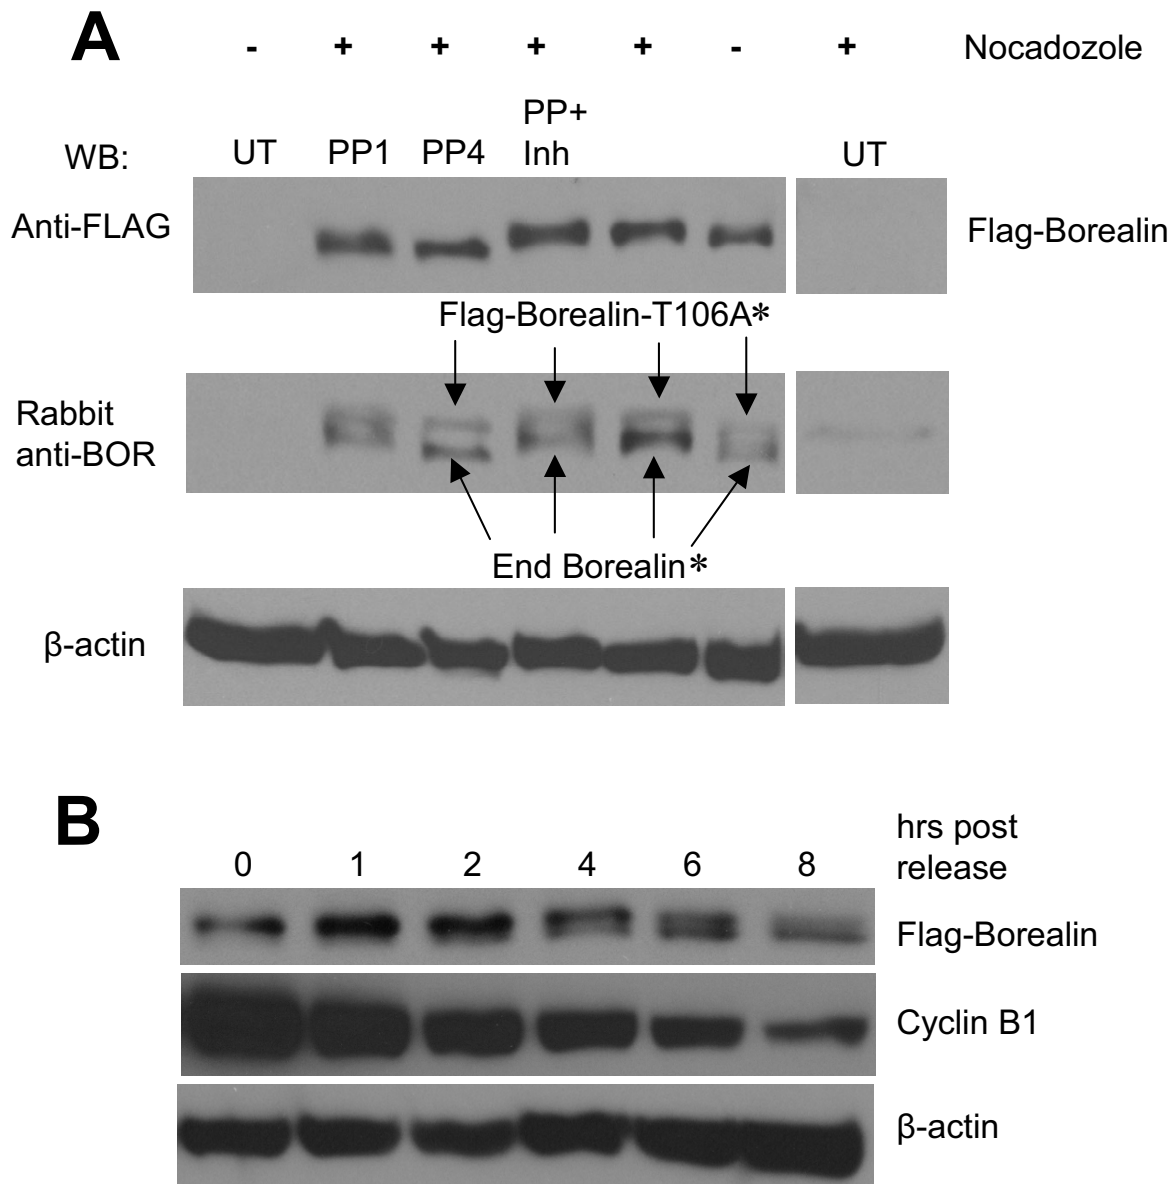 A
- + + + + - + Nocadozole
PP+
WB: UT PP1 PP4 Inh UT
Anti-FLAG Flag-Borealin
Flag-Borealin-T106A*
Rabbit
anti-BOR
End Borealin*
β-actin
B
hrs post
0 1 2 4 6 8 release
Flag-Borealin
Cyclin B1
β-actin